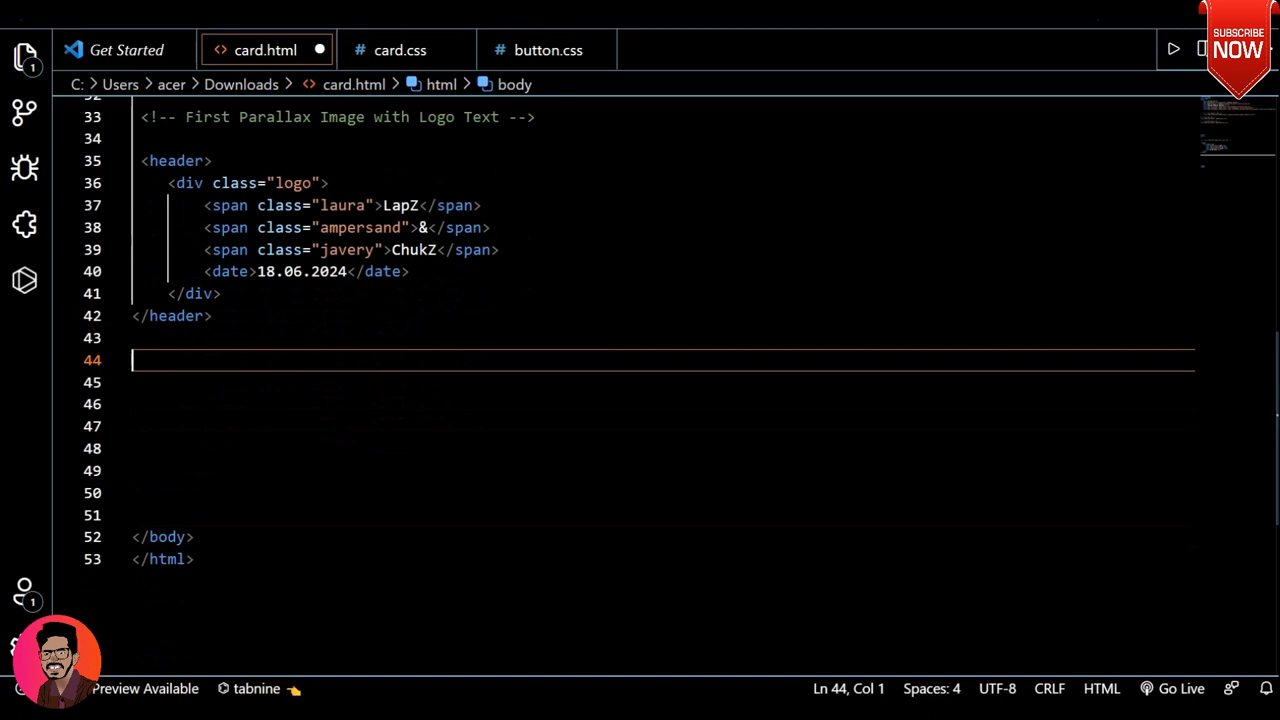 SUBSCRIBE
NOW
Get Started card.html card.css button.css
C: > Users > acer > Downloads > card.html > html > body
32
33 <!-- First Parallax Image with Logo Text -->
34
35 <header>
36 <div class="logo">
37 <span class="laura">LapZ</span>
38 <span class="ampersand">&</span>
39 <span class="javery">ChukZ</span>
40 <date>18.06.2024</date>
41 </div>
42 </header>
43
44
45
46
47
48
49
50
51
52 </body>
53 </html>
1
1
Preview Available tabnine Ln 44, Col 1 Spaces: 4 UTF-8 CRLF HTML Go Live